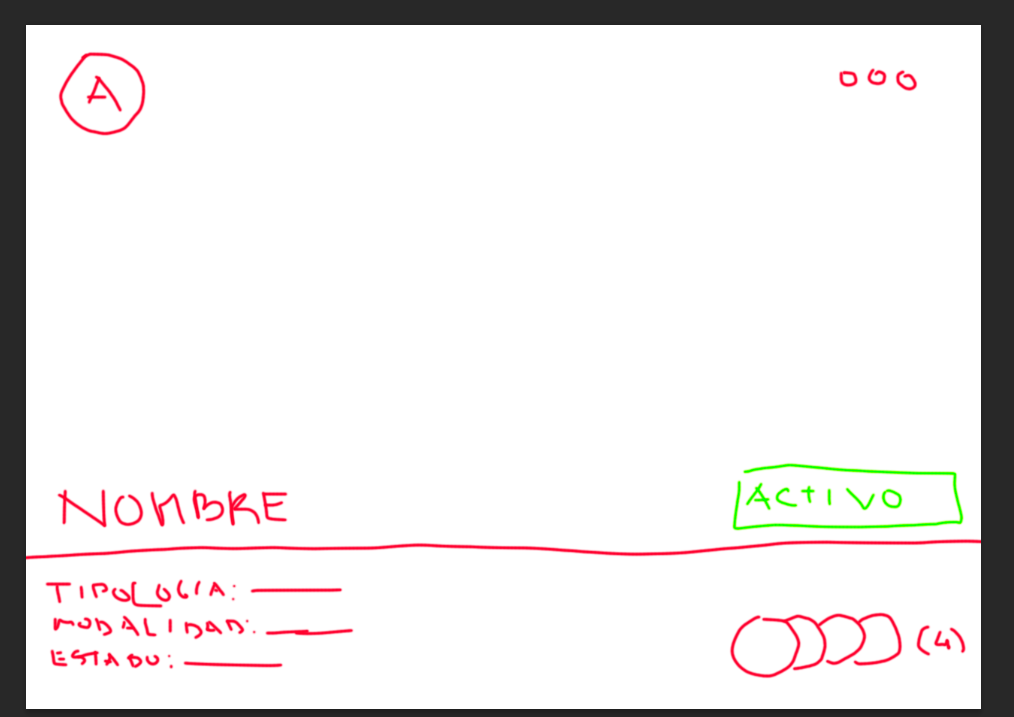 A
NOMBRE
ACTIVO
TIPOLOGIA:
MODALIDAD:
ESTADO:
(4)